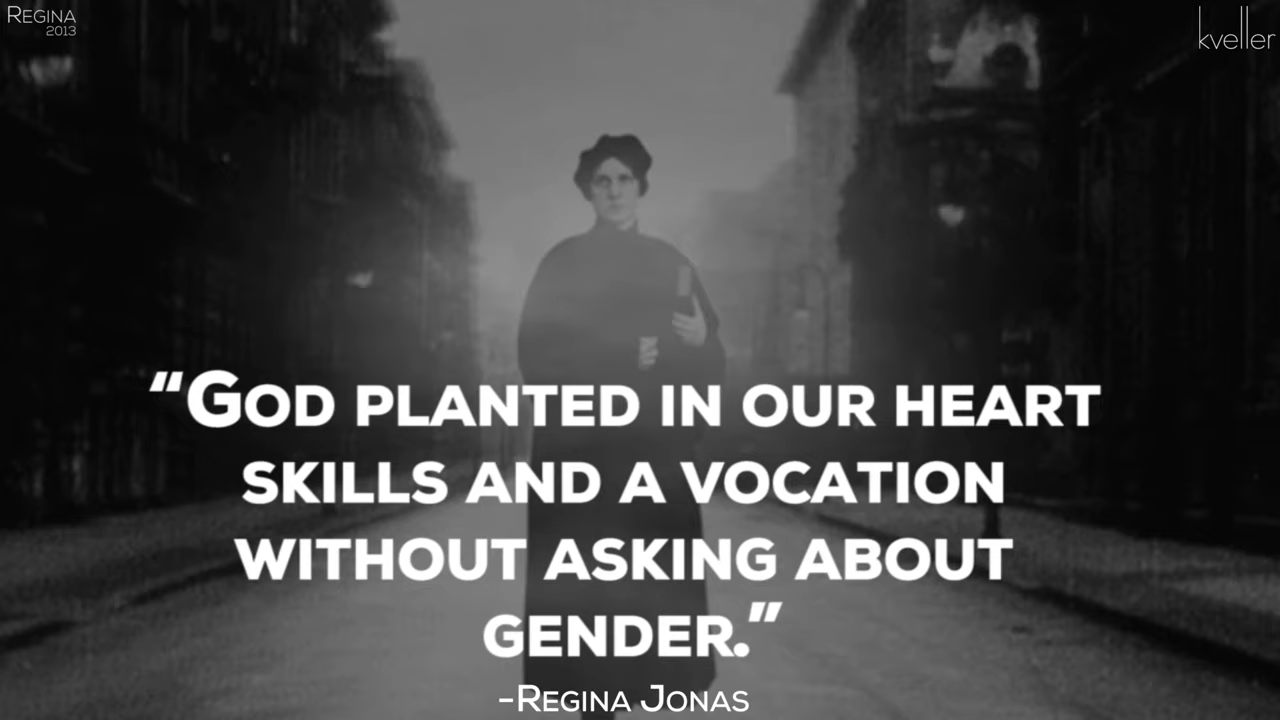 Regina
2013
kveller
“God planted in our heart
skills and a vocation
without asking about
gender.”
-Regina Jonas